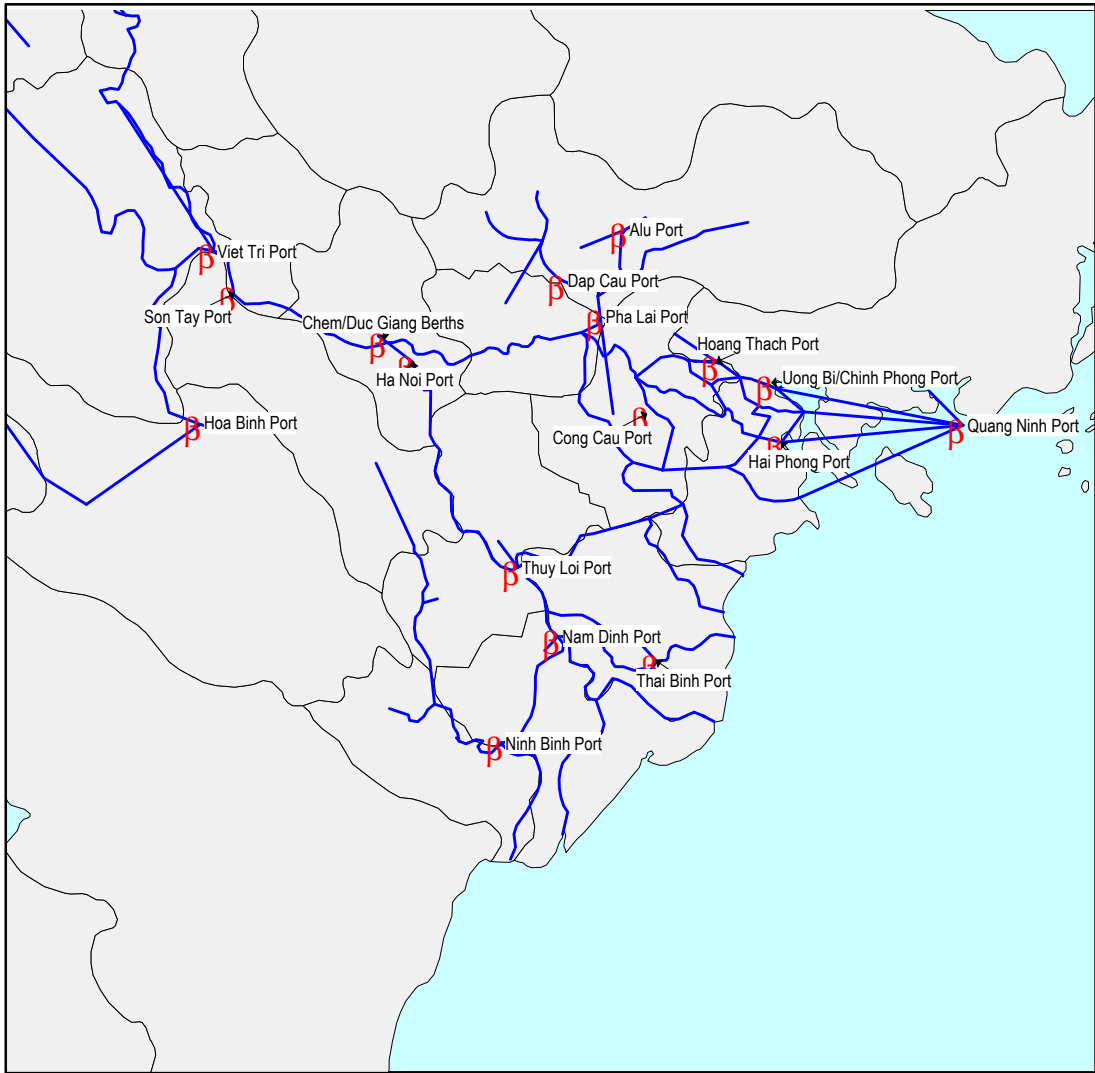 Alu Port
β
Viet Tri Port
β
Dap Cau Port
β
Son Tay Port
β
Chem/Duc Giang Berths
β
Pha Lai Port
β
Hoang Thach Port
β
Ha Noi Port
β
Uong Bi/Chinh Phong Port
β
Hoa Binh Port
β
Cong Cau Port
β
Quang Ninh Port
β
Hai Phong Port
β
Thuy Loi Port
β
Nam Dinh Port
β
Thai Binh Port
β
Ninh Binh Port
β